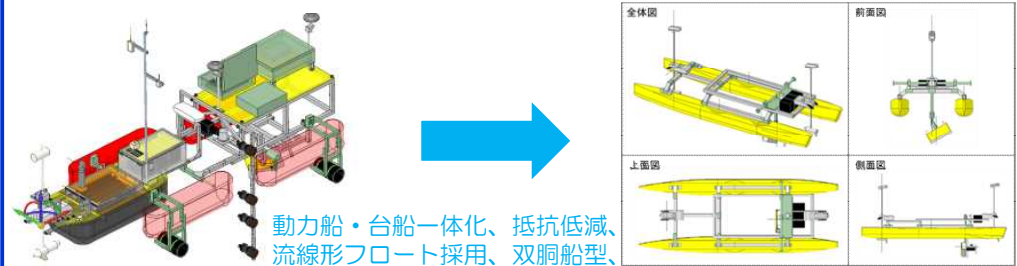 全体図
前面図
上面図
側面図
動力船・台船一体化、抵抗低減、
流線形フロート採用、双胴船型、